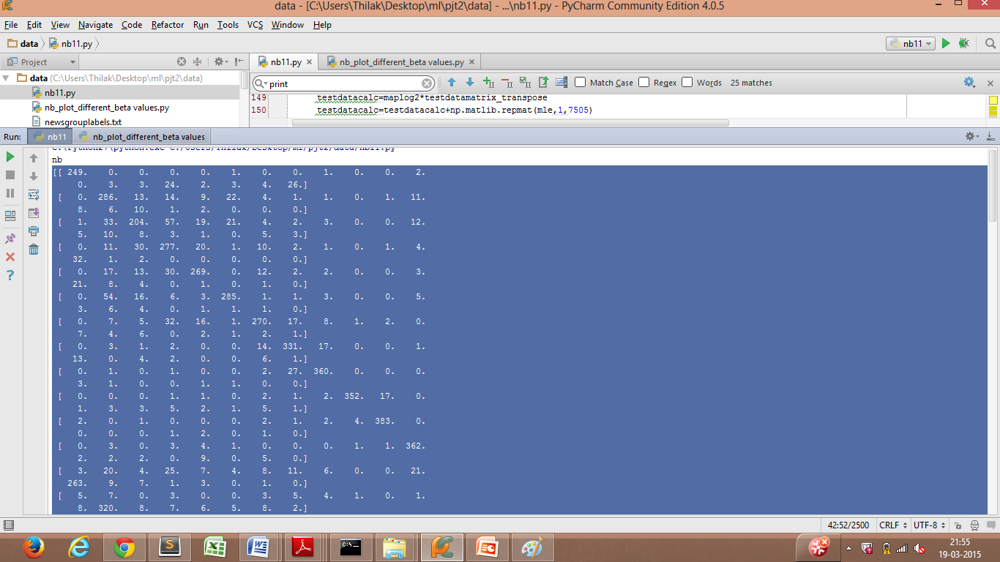 data - [C:\Users\Thilak\Desktop\ml\pjt2\data] - ...\nb11.py - PyCharm Community Edition 4.0.5
File Edit View Navigate Code Refactor Run Tools VCS Window Help
data nb11.py nb11
Project nb11.py nb_plot_different_beta values.py
data (C:\Users\Thilak\Desktop\ml\pjt2\data)
print Match Case Regex Words 25 matches
nb11.py
149 testdatacalc=maplog2*testdatamatrix_transpose
nb_plot_different_beta values.py
150 testdatacalc=testdatacalc+np.matlib.repmat(mle,1,7505)
newsgrouplabels.txt
Run: nb11 nb_plot_different_beta values
C:\Python27\python.exe C:/Users/Thilak/Desktop/ml/pjt2/data/nb11.py
nb
[[ 249. 0. 0. 0. 0. 1. 0. 0. 1. 0. 0. 2.
0. 3. 3. 24. 2. 3. 4. 26.]
[ 0. 286. 13. 14. 9. 22. 4. 1. 1. 0. 1. 11.
8. 6. 10. 1. 2. 0. 0. 0.]
[ 1. 33. 204. 57. 19. 21. 4. 2. 3. 0. 0. 12.
5. 10. 8. 3. 1. 0. 5. 3.]
[ 0. 11. 30. 277. 20. 1. 10. 2. 1. 0. 1. 4.
32. 1. 2. 0. 0. 0. 0. 0.]
[ 0. 17. 13. 30. 269. 0. 12. 2. 2. 0. 0. 3.
21. 8. 4. 0. 1. 0. 1. 0.]
[ 0. 54. 16. 6. 3. 285. 1. 1. 3. 0. 0. 5.
3. 6. 4. 0. 1. 1. 1. 0.]
[ 0. 7. 5. 32. 16. 1. 270. 17. 8. 1. 2. 0.
7. 4. 6. 0. 2. 1. 2. 1.]
[ 0. 3. 1. 2. 0. 0. 14. 331. 17. 0. 0. 1.
13. 0. 4. 2. 0. 0. 6. 1.]
[ 0. 1. 0. 1. 0. 0. 2. 27. 360. 0. 0. 0.
3. 1. 0. 0. 1. 1. 0. 0.]
[ 0. 0. 0. 1. 1. 0. 2. 1. 2. 352. 17. 0.
1. 3. 3. 5. 2. 1. 5. 1.]
[ 2. 0. 1. 0. 0. 0. 2. 1. 2. 4. 383. 0.
0. 0. 0. 1. 2. 0. 1. 0.]
[ 0. 3. 0. 3. 4. 1. 0. 0. 0. 1. 1. 362.
2. 2. 2. 0. 9. 0. 5. 0.]
[ 3. 20. 4. 25. 7. 4. 8. 11. 6. 0. 0. 21.
263. 9. 7. 1. 3. 0. 1. 0.]
[ 5. 7. 0. 3. 0. 0. 3. 5. 4. 1. 0. 1.
8. 320. 8. 7. 6. 5. 8. 2.]
42:52/2500 CRLF UTF-8
21:55
19-03-2015